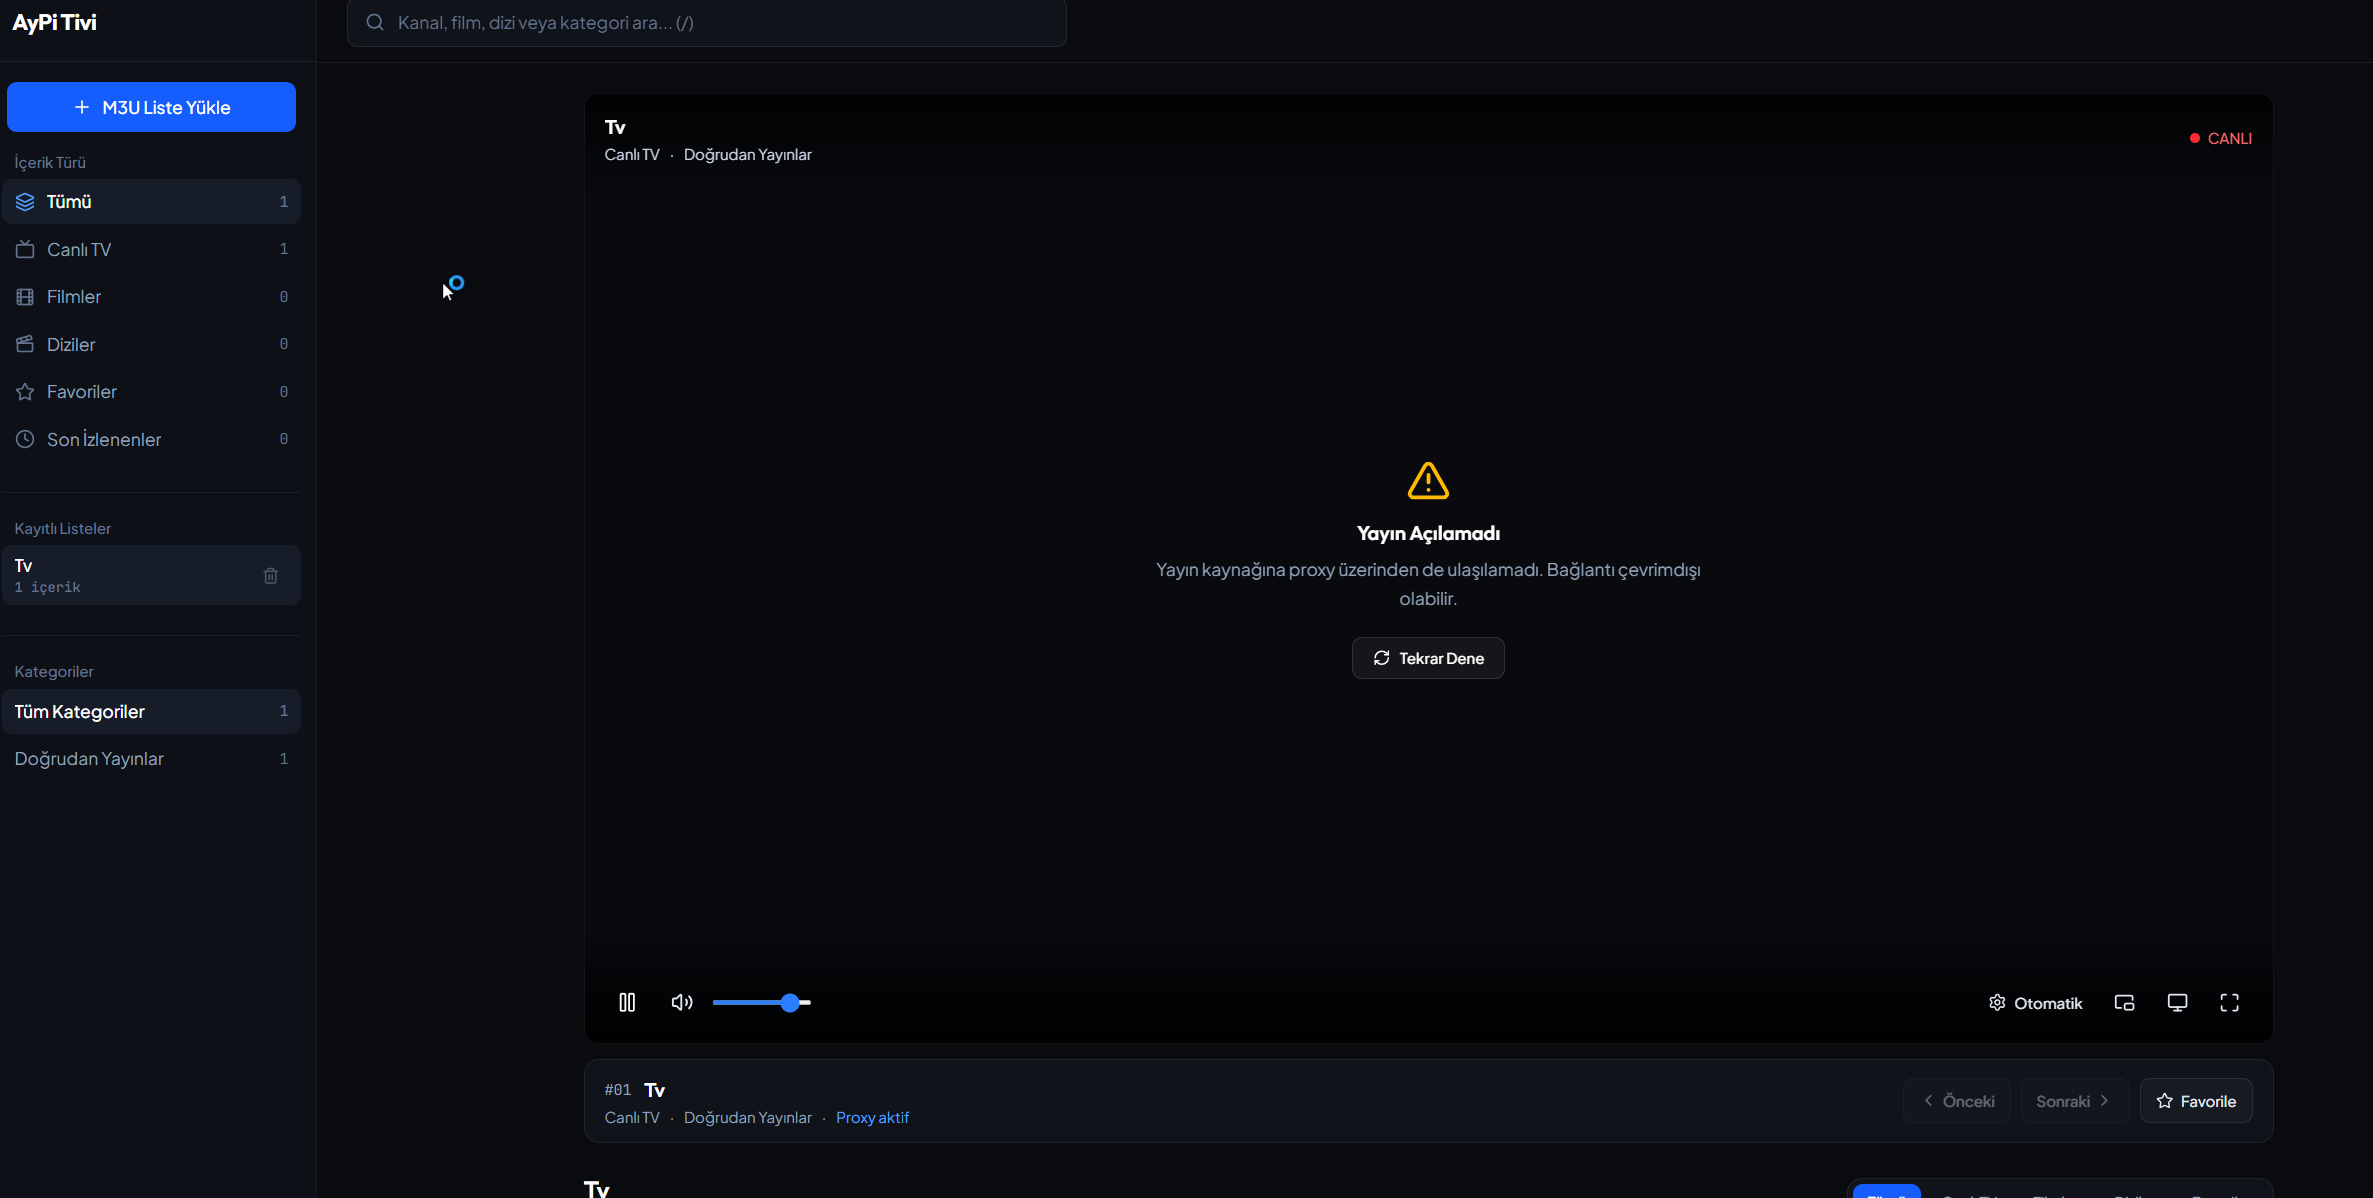 AyPi Tivi
Kanal, film, dizi veya kategori ara... (/)
M3U Liste Yükle
İçerik Türü
Tümü 1
Canlı TV 1
Filmler 0
Diziler 0
Favoriler 0
Son İzlenenler 0
Kayıtlı Listeler
Tv
1 içerik
Kategoriler
Tüm Kategoriler 1
Doğrudan Yayınlar 1
Tv
Canlı TV · Doğrudan Yayınlar
CANLI
Yayın Açılamadı
Yayın kaynağına proxy üzerinden de ulaşılamadı. Bağlantı çevrimdışı
olabilir.
Tekrar Dene
Otomatik
#01 Tv
Canlı TV · Doğrudan Yayınlar · Proxy aktif
Önceki
Sonraki
Favorile
Tv